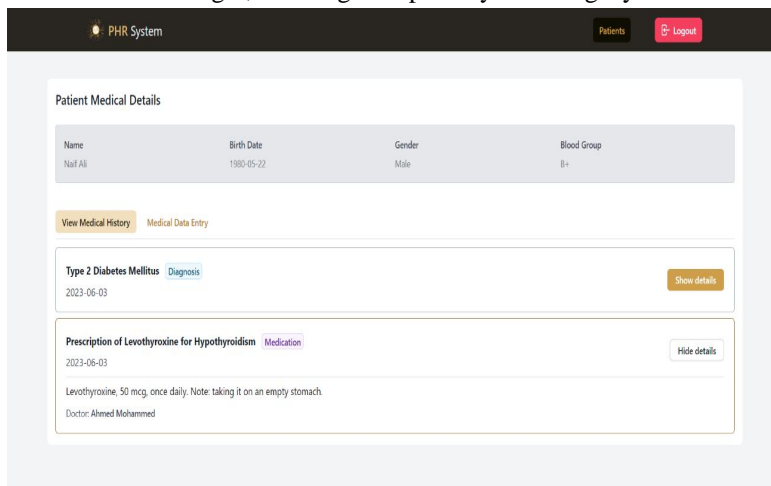 PHR System
Patients
Logout
Patient Medical Details
Name Birth Date Gender Blood Group
Naif Ali 1980-05-22 Male B+
View Medical History Medical Data Entry
Type 2 Diabetes Mellitus Diagnosis
Show details
2023-06-03
Prescription of Levothyroxine for Hypothyroidism Medication
Hide details
2023-06-03
Levothyroxine, 50 mcg, once daily. Note: taking it on an empty stomach.
Doctor: Ahmed Mohammed